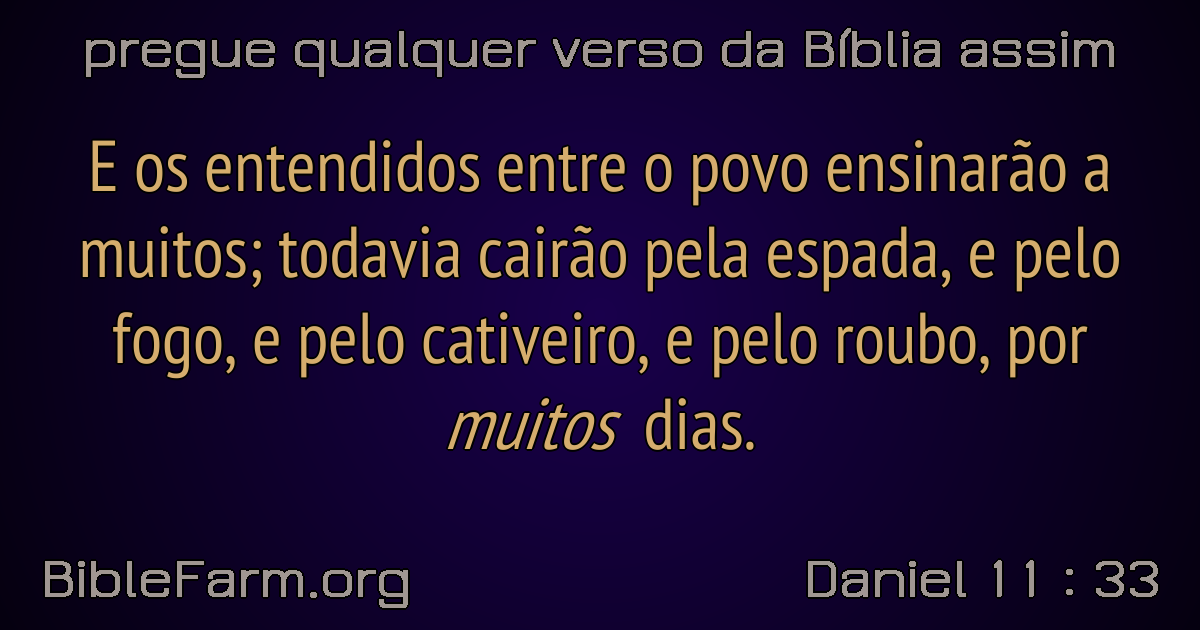 pregue qualquer verso da Bíblia assim
E os entendidos entre o povo ensinarão a
muitos; todavia cairão pela espada, e pelo
fogo, e pelo cativeiro, e pelo roubo, por
muitos dias.
BibleFarm.org
Daniel 11 : 33